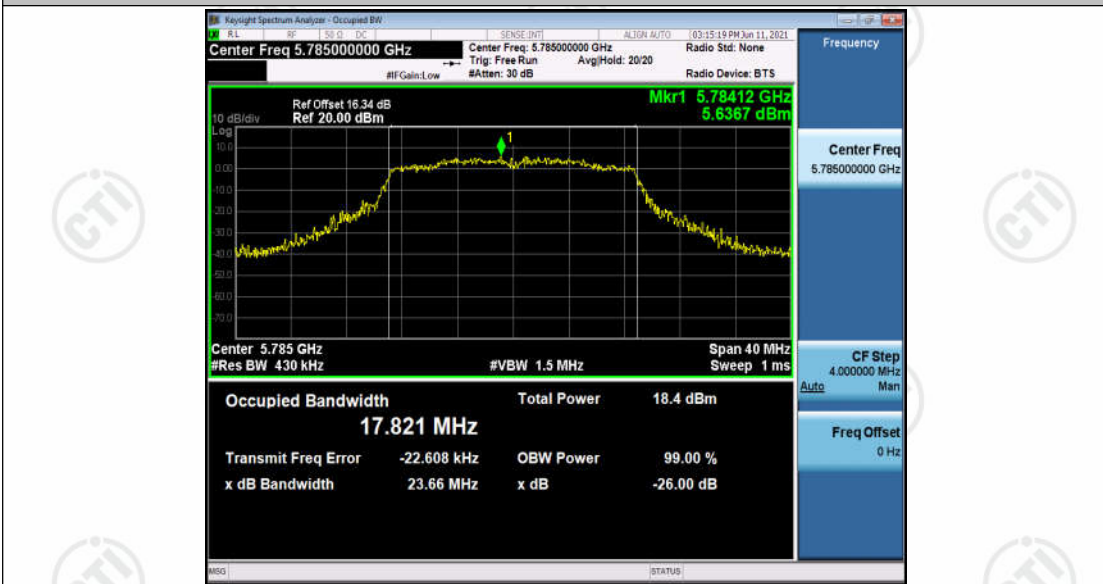 Keysight Spectrum Analyzer - Occupied BW
RL RF 50 Ω DC SENSE:INT ALIGN AUTO 03:15:19 PM Jun 11, 2021
Center Freq 5.785000000 GHz
Center Freq: 5.785000000 GHz
Radio Std: None
Trig: Free Run Avg|Hold: 20/20
#IFGain:Low #Atten: 30 dB Radio Device: BTS
Frequency
Mkr1 5.78412 GHz
5.6367 dBm
Ref Offset 16.34 dB
10 dB/div Ref 20.00 dBm
Log
10.0
0.00
-10.0
-20.0
-30.0
-40.0
-50.0
-60.0
-70.0
1
Center Freq
5.785000000 GHz
Center 5.785 GHz Span 40 MHz
#Res BW 430 kHz #VBW 1.5 MHz Sweep 1 ms
CF Step
4.000000 MHz
Auto Man
Freq Offset
0 Hz
Occupied Bandwidth Total Power 18.4 dBm
17.821 MHz
Transmit Freq Error -22.608 kHz OBW Power 99.00 %
x dB Bandwidth 23.66 MHz x dB -26.00 dB
MSG STATUS
CTI
CTI